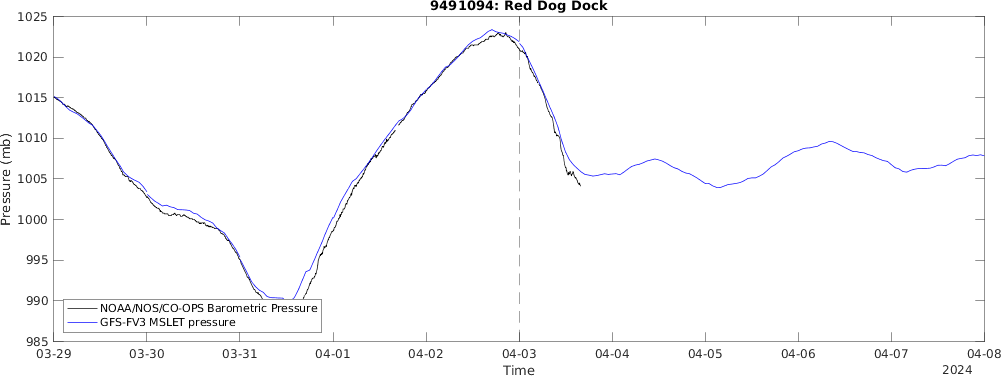 9491094: Red Dog Dock
Pressure (mb)
1025
1020
1015
1010
1005
1000
995
990
985
NOAA/NOS/CO-OPS Barometric Pressure
GFS-FV3 MSLET pressure
03-29 03-30 03-31 04-01 04-02 04-03 04-04 04-05 04-06 04-07 04-08
Time
2024